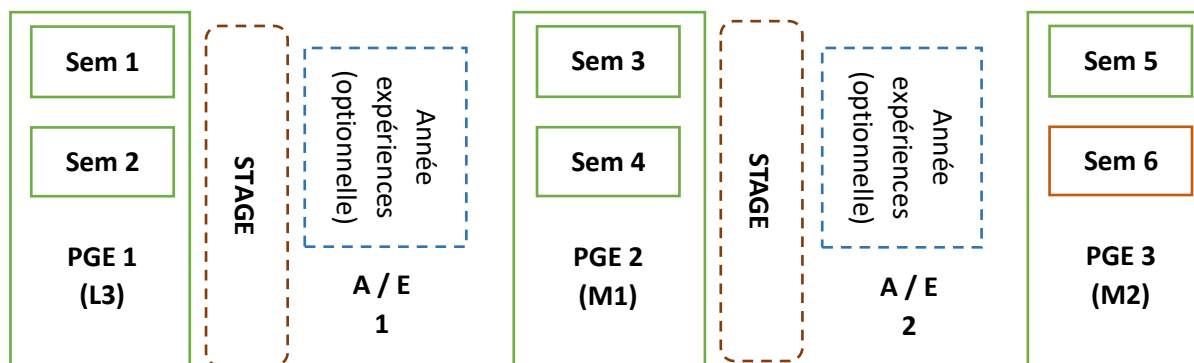 Sem 1
Sem 2
PGE 1
(L3)
STAGE
Année
expériences
(optionnelle)
A / E
1
Sem 3
Sem 4
PGE 2
(M1)
STAGE
Année
expériences
(optionnelle)
A / E
2
Sem 5
Sem 6
PGE 3
(M2)